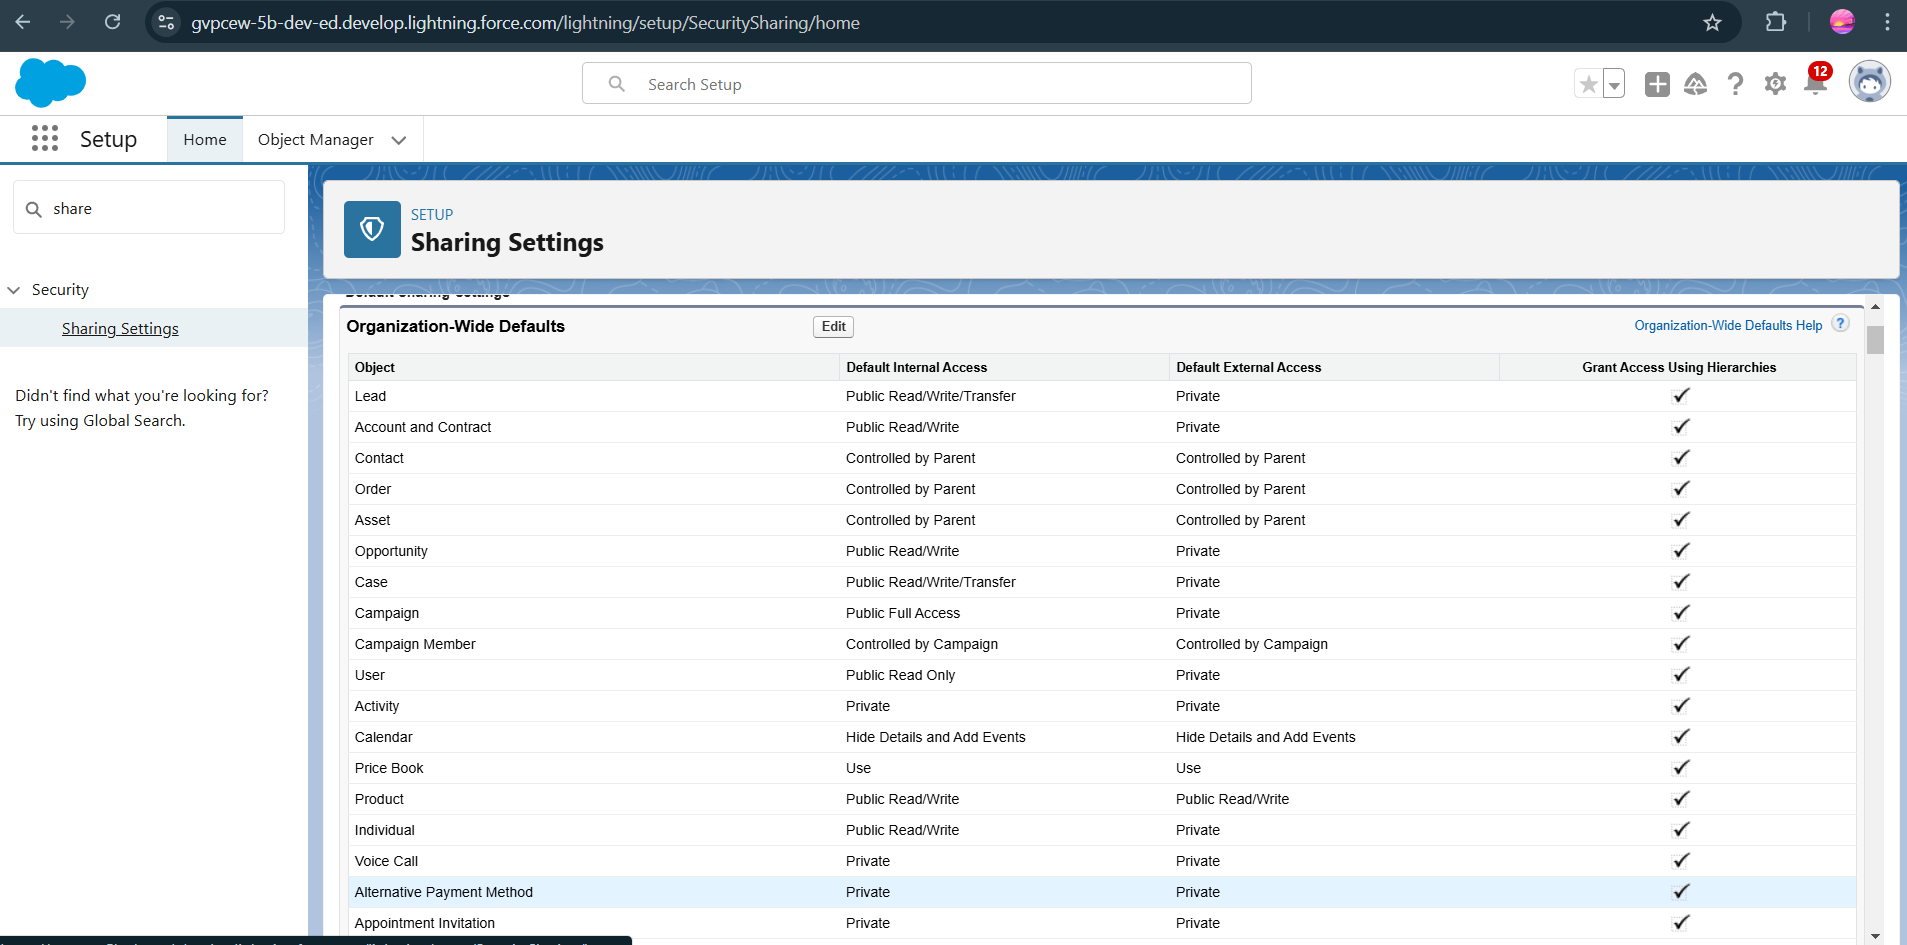 gvpcew-5b-dev-ed.develop.lightning.force.com/lightning/setup/SecuritySharing/home
Search Setup
12
Setup
Home
Object Manager
share
Security
Sharing Settings
Didn't find what you're looking for?
Try using Global Search.
SETUP
Sharing Settings
Default Sharing Settings
Organization-Wide Defaults
Edit
Organization-Wide Defaults Help ?
Object Default Internal Access Default External Access Grant Access Using Hierarchies
Lead Public Read/Write/Transfer Private
Account and Contract Public Read/Write Private
Contact Controlled by Parent Controlled by Parent
Order Controlled by Parent Controlled by Parent
Asset Controlled by Parent Controlled by Parent
Opportunity Public Read/Write Private
Case Public Read/Write/Transfer Private
Campaign Public Full Access Private
Campaign Member Controlled by Campaign Controlled by Campaign
User Public Read Only Private
Activity Private Private
Calendar Hide Details and Add Events Hide Details and Add Events
Price Book Use Use
Product Public Read/Write Public Read/Write
Individual Public Read/Write Private
Voice Call Private Private
Alternative Payment Method Private Private
Appointment Invitation Private Private